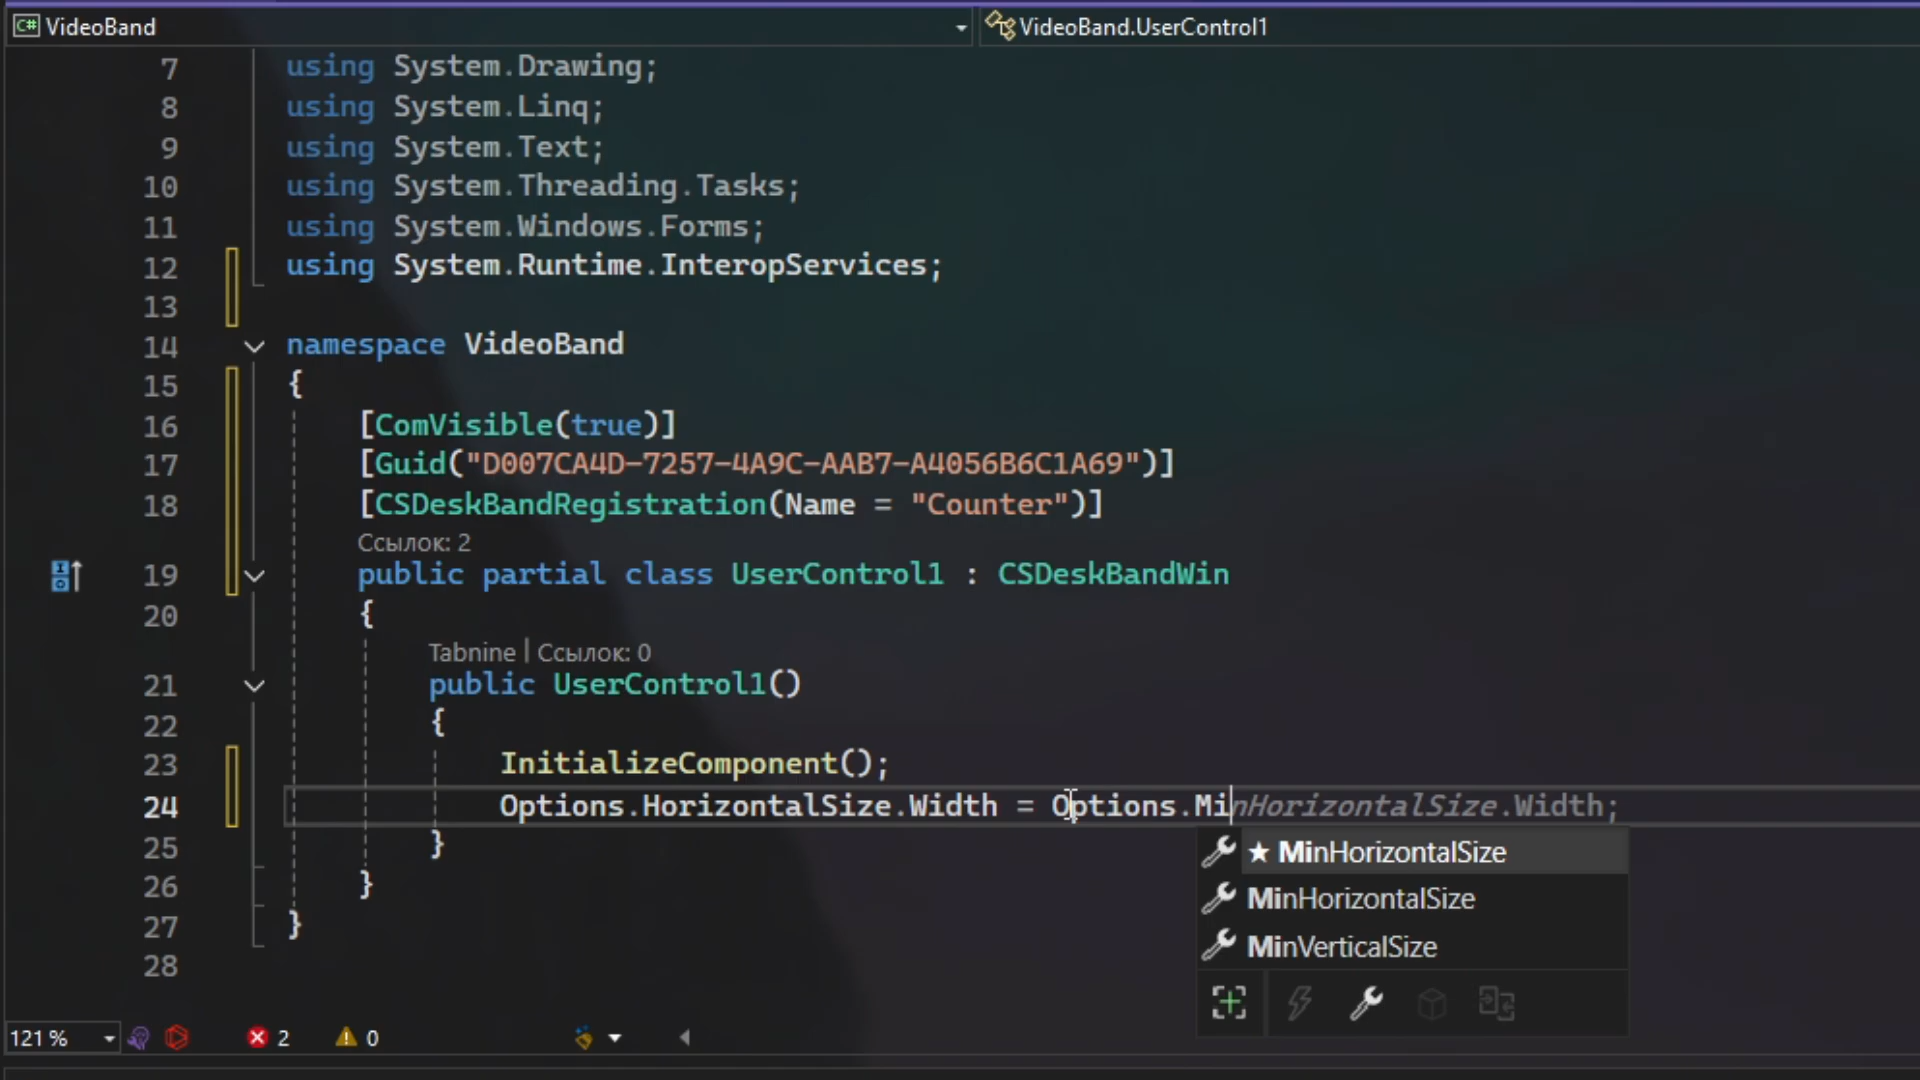 C# VideoBand VideoBand.UserControl1
7 using System.Drawing;
8 using System.Linq;
9 using System.Text;
10 using System.Threading.Tasks;
11 using System.Windows.Forms;
12 using System.Runtime.InteropServices;
13
14 namespace VideoBand
15 {
16 [ComVisible(true)]
17 [Guid("D007CA4D-7257-4A9C-AAB7-A4056B6C1A69")]
18 [CSDeskBandRegistration(Name = "Counter")]
Ссылок: 2
19 public partial class UserControl1 : CSDeskBandWin
20 {
Tabnine | Ссылок: 0
21 public UserControl1()
22 {
23 InitializeComponent();
24 Options.HorizontalSize.Width = Options.MinHorizontalSize.Width;
25 }
★ MinHorizontalSize
26 }
MinHorizontalSize
27 }
MinVerticalSize
28
121 % 2 0